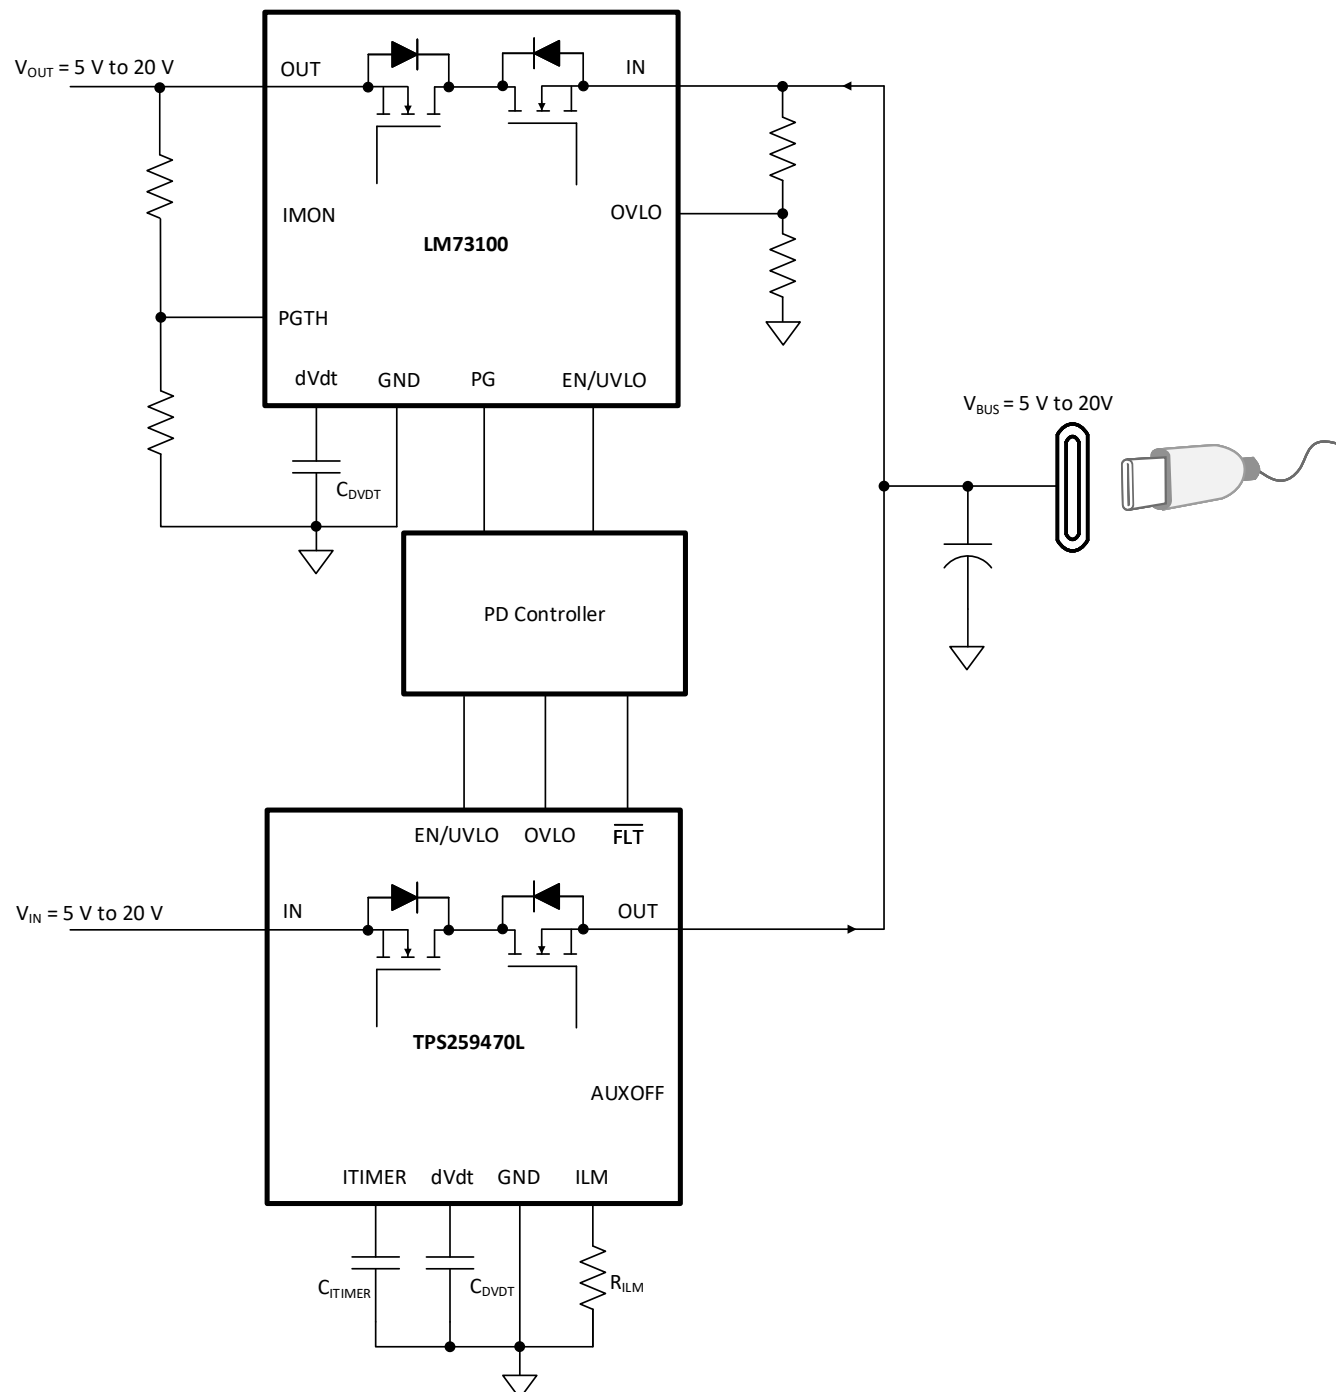 V_OUT = 5 V to 20 V
OUT
IN
IMON
OVLO
LM73100
PGTH
dVdt
GND
PG
EN/UVLO
C_DVDT
V_BUS = 5 V to 20V
PD Controller
EN/UVLO
OVLO
FLT
V_IN = 5 V to 20 V
IN
OUT
TPS259470L
AUXOFF
ITIMER
dVdt
GND
ILM
C_ITIMER
C_DVDT
R_ILM